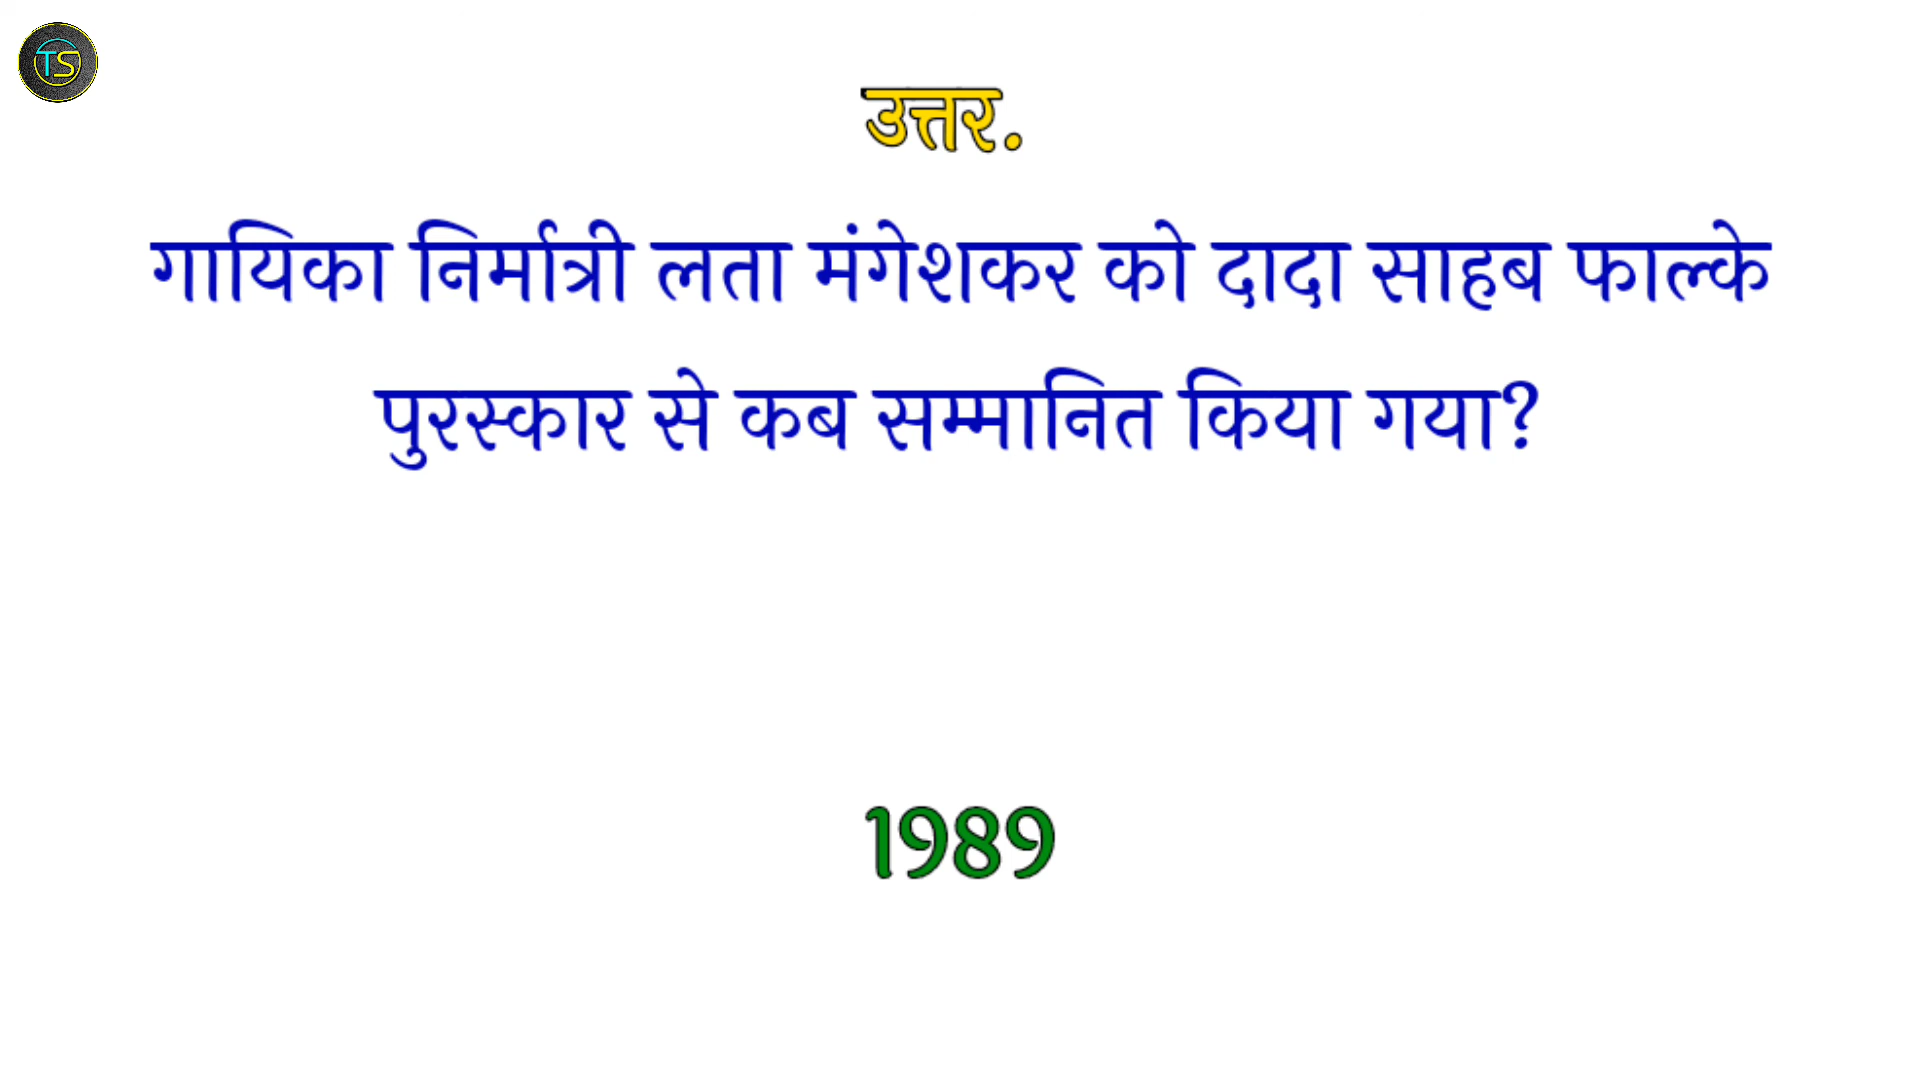 TS
उत्तर.
गायिका निर्मात्री लता मंगेशकर को दादा साहब फाल्के
पुरस्कार से कब सम्मानित किया गया?
1989